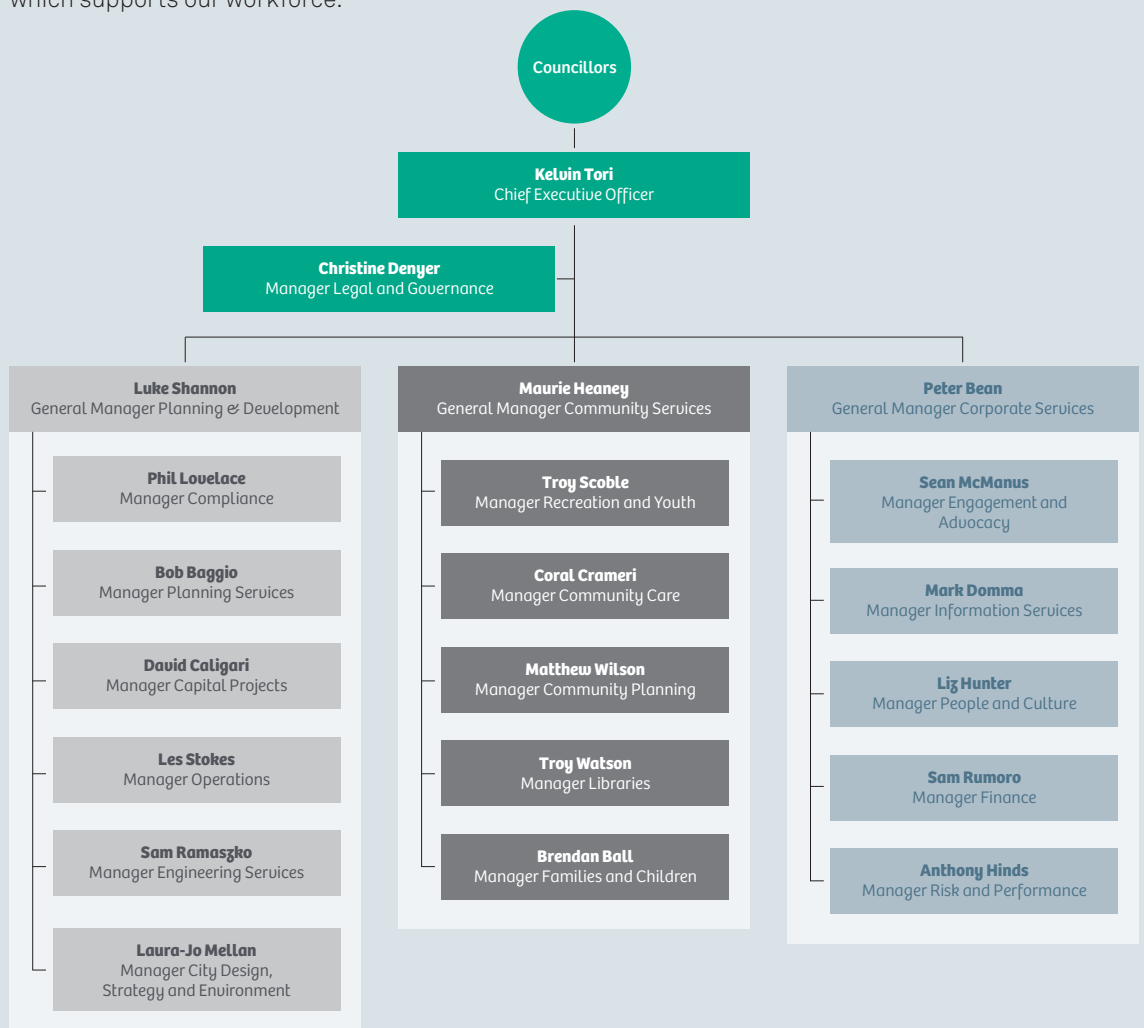 which supports our workforce.
Councillors
Kelvin Tori
Chief Executive Officer
Christine Denyer
Manager Legal and Governance
Luke Shannon
General Manager Planning & Development
Phil Lovelace
Manager Compliance
Bob Baggio
Manager Planning Services
David Caligari
Manager Capital Projects
Les Stokes
Manager Operations
Sam Ramaszko
Manager Engineering Services
Laura-Jo Mellan
Manager City Design,
Strategy and Environment
Maurie Heaney
General Manager Community Services
Troy Scoble
Manager Recreation and Youth
Coral Crameri
Manager Community Care
Matthew Wilson
Manager Community Planning
Troy Watson
Manager Libraries
Brendan Ball
Manager Families and Children
Peter Bean
General Manager Corporate Services
Sean McManus
Manager Engagement and
Advocacy
Mark Domma
Manager Information Services
Liz Hunter
Manager People and Culture
Sam Rumoro
Manager Finance
Anthony Hinds
Manager Risk and Performance